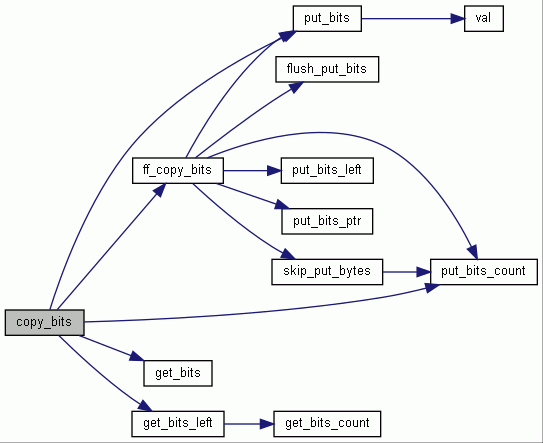 put_bits
val
flush_put_bits
ff_copy_bits
put_bits_left
put_bits_ptr
skip_put_bytes
put_bits_count
copy_bits
get_bits
get_bits_left
get_bits_count